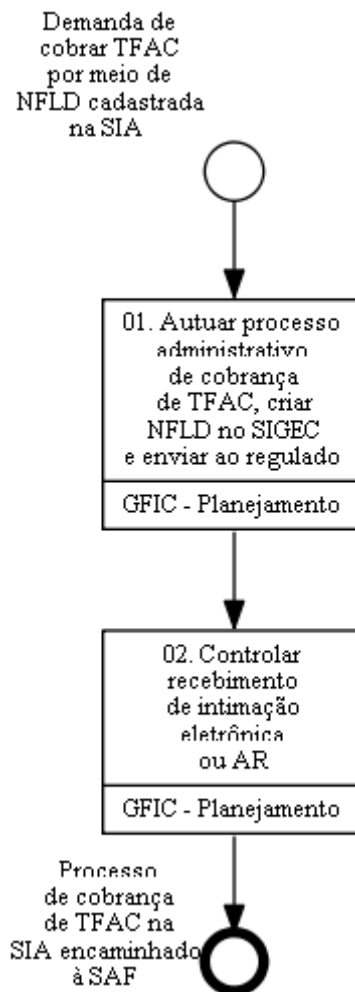 Demanda de
cobrar TFAC
por meio de
NFLD cadastrada
na SIA
01. Autuar processo
administrativo
de cobrança
de TFAC, criar
NFLD no SIGEC
e enviar ao regulado
GFIC - Planejamento
02. Controlar
recebimento
de intimação
eletrônica
ou AR
GFIC - Planejamento
Processo
de cobrança
de TFAC na
SIA encaminhado
à SAF